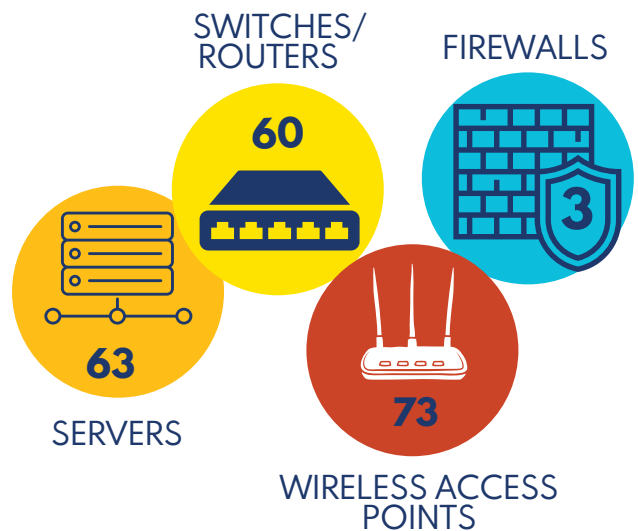 SWITCHES/
ROUTERS
60
FIREWALLS
3
63
SERVERS
73
WIRELESS ACCESS
POINTS